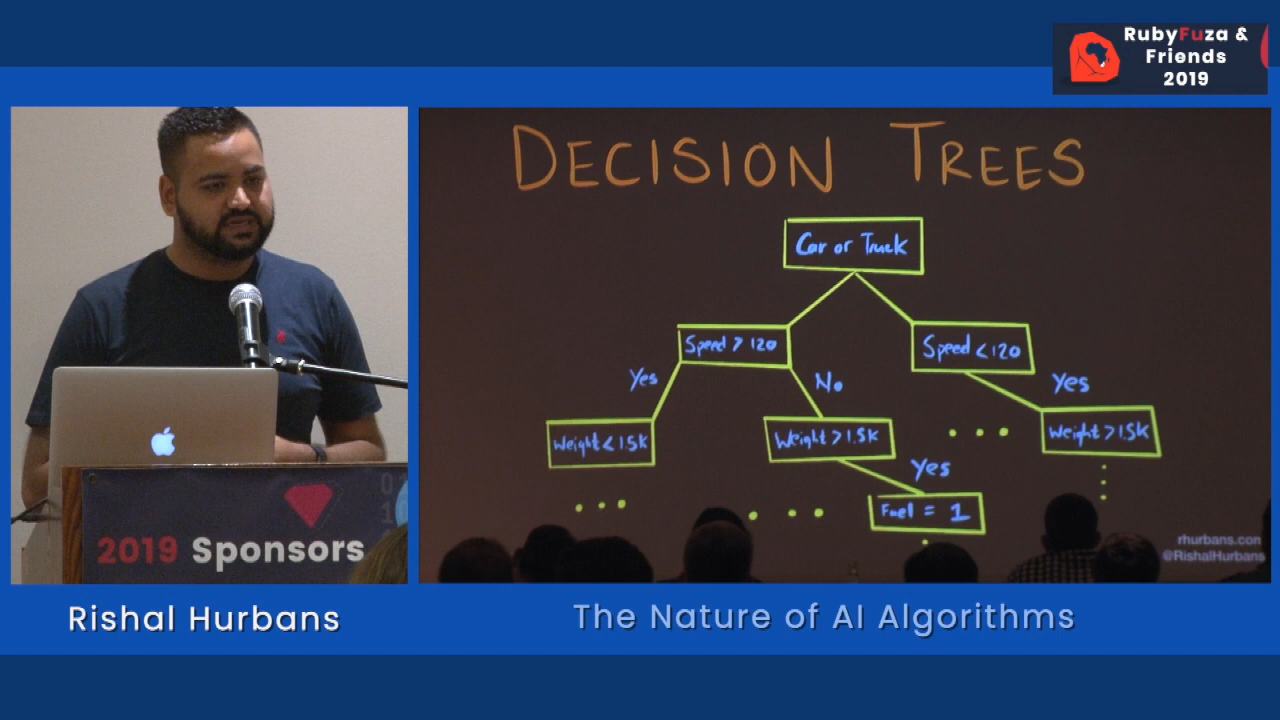 RubyFuza &
Friends
2019
DECISION TREES
Car or Truck
Speed > 120
Speed < 120
Yes
No
Yes
Weight < 1.5K
Weight > 1.5K
Weight > 1.5K
Yes
Fuel = 1
rhurbans.com
@RishalHurbans
2019 Sponsors
Rishal Hurbans
The Nature of AI Algorithms